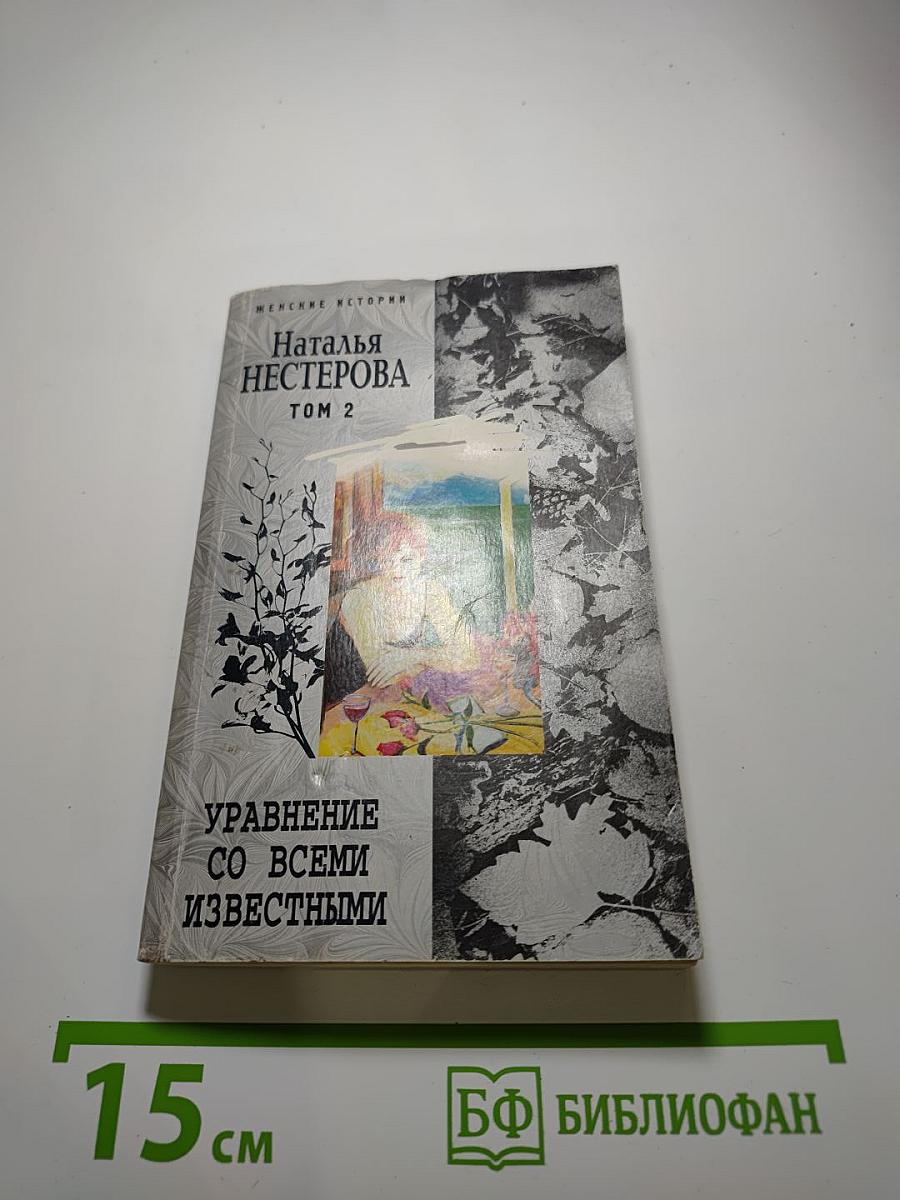 ЖЕНСКИЕ ИСТОРИИ
Наталья
НЕСТЕРОВА
ТОМ 2
УРАВНЕНИЕ
СО ВСЕМИ
ИЗВЕСТНЫМИ
15 см
БФ БИБЛИОФАН